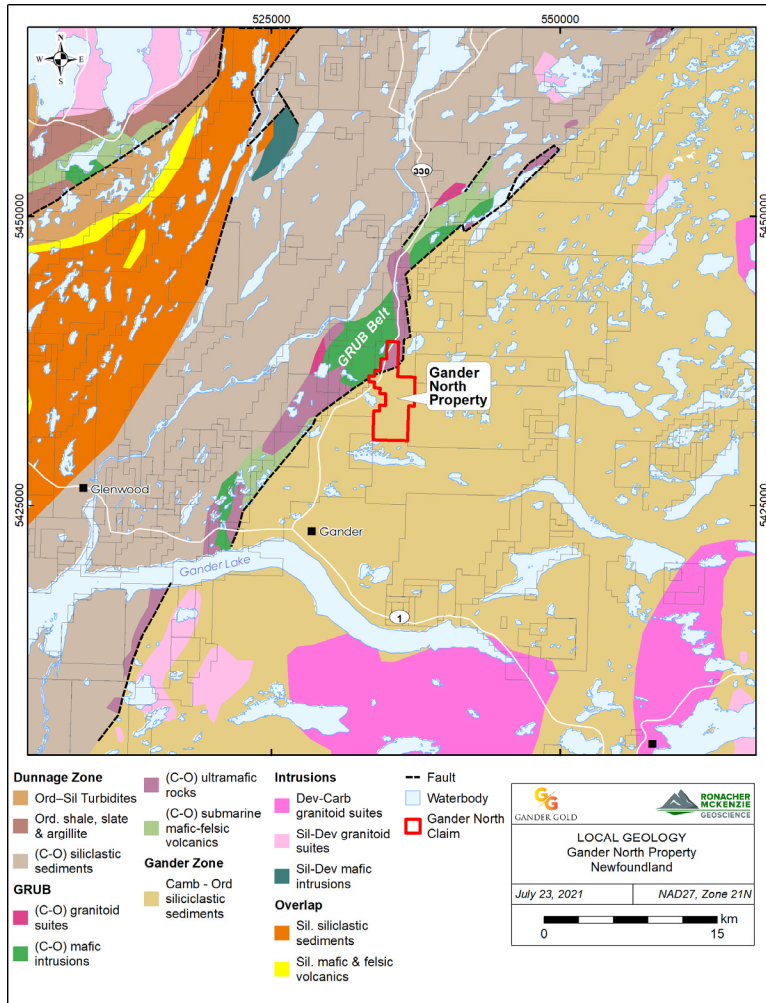 525000
550000
N
W E
S
330
5450000
5450000
GRUB Belt
Gander
North
Property
Glenwood
5425000
5425000
Gander
Gander Lake
1
Dunnage Zone
Ord–Sil Turbidites
Ord. shale, slate
& argillite
(C-O) siliclastic
sediments
GRUB
(C-O) granitoid
suites
(C-O) mafic
intrusions
(C-O) ultramafic
rocks
(C-O) submarine
mafic-felsic
volcanics
Gander Zone
Camb - Ord
siliciclastic
sediments
Intrusions
Dev-Carb
granitoid suites
Sil-Dev granitoid
suites
Sil-Dev mafic
intrusions
Overlap
Sil. siliclastic
sediments
Sil. mafic & felsic
volcanics
Fault
Waterbody
Gander North
Claim
GG
GANDER GOLD
RONACHER
MCKENZIE
GEOSCIENCE
LOCAL GEOLOGY
Gander North Property
Newfoundland
July 23, 2021
NAD27, Zone 21N
km
0 15